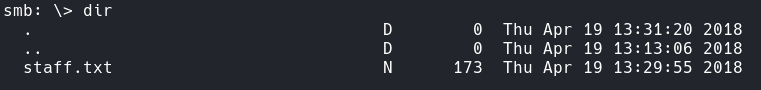 smb: \> dir
.                                   D        0  Thu Apr 19 13:31:20 2018
..                                  D        0  Thu Apr 19 13:13:06 2018
staff.txt                           N      173  Thu Apr 19 13:29:55 2018